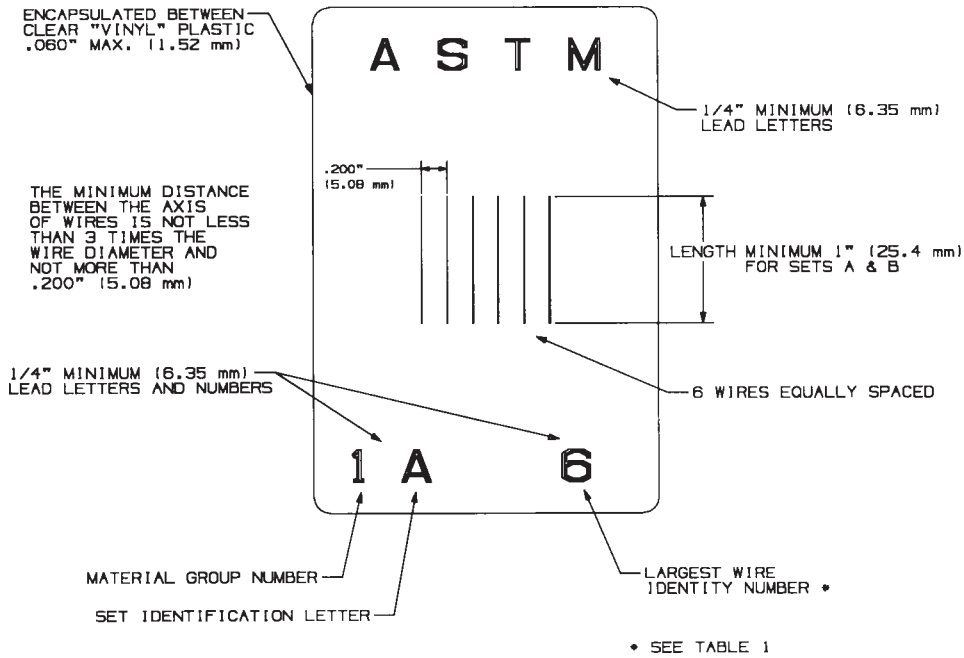 ENCAPSULATED BETWEEN
CLEAR "VINYL" PLASTIC
.060" MAX. (1.52 mm)
A S T M
1/4" MINIMUM (6.35 mm)
LEAD LETTERS
.200"
(5.08 mm)
THE MINIMUM DISTANCE
BETWEEN THE AXIS
OF WIRES IS NOT LESS
THAN 3 TIMES THE
WIRE DIAMETER AND
NOT MORE THAN
.200" (5.08 mm)
LENGTH MINIMUM 1" (25.4 mm)
FOR SETS A & B
1/4" MINIMUM (6.35 mm)
LEAD LETTERS AND NUMBERS
6 WIRES EQUALLY SPACED
1 A 6
MATERIAL GROUP NUMBER
SET IDENTIFICATION LETTER
LARGEST WIRE
IDENTITY NUMBER *
* SEE TABLE 1